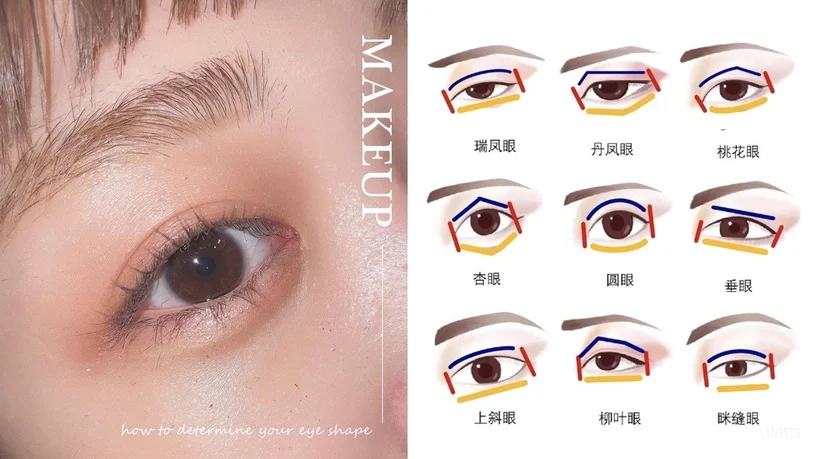 MAKEUP
how to determine your eye shape
瑞凤眼
丹凤眼
桃花眼
杏眼
圆眼
垂眼
上斜眼
柳叶眼
眯缝眼